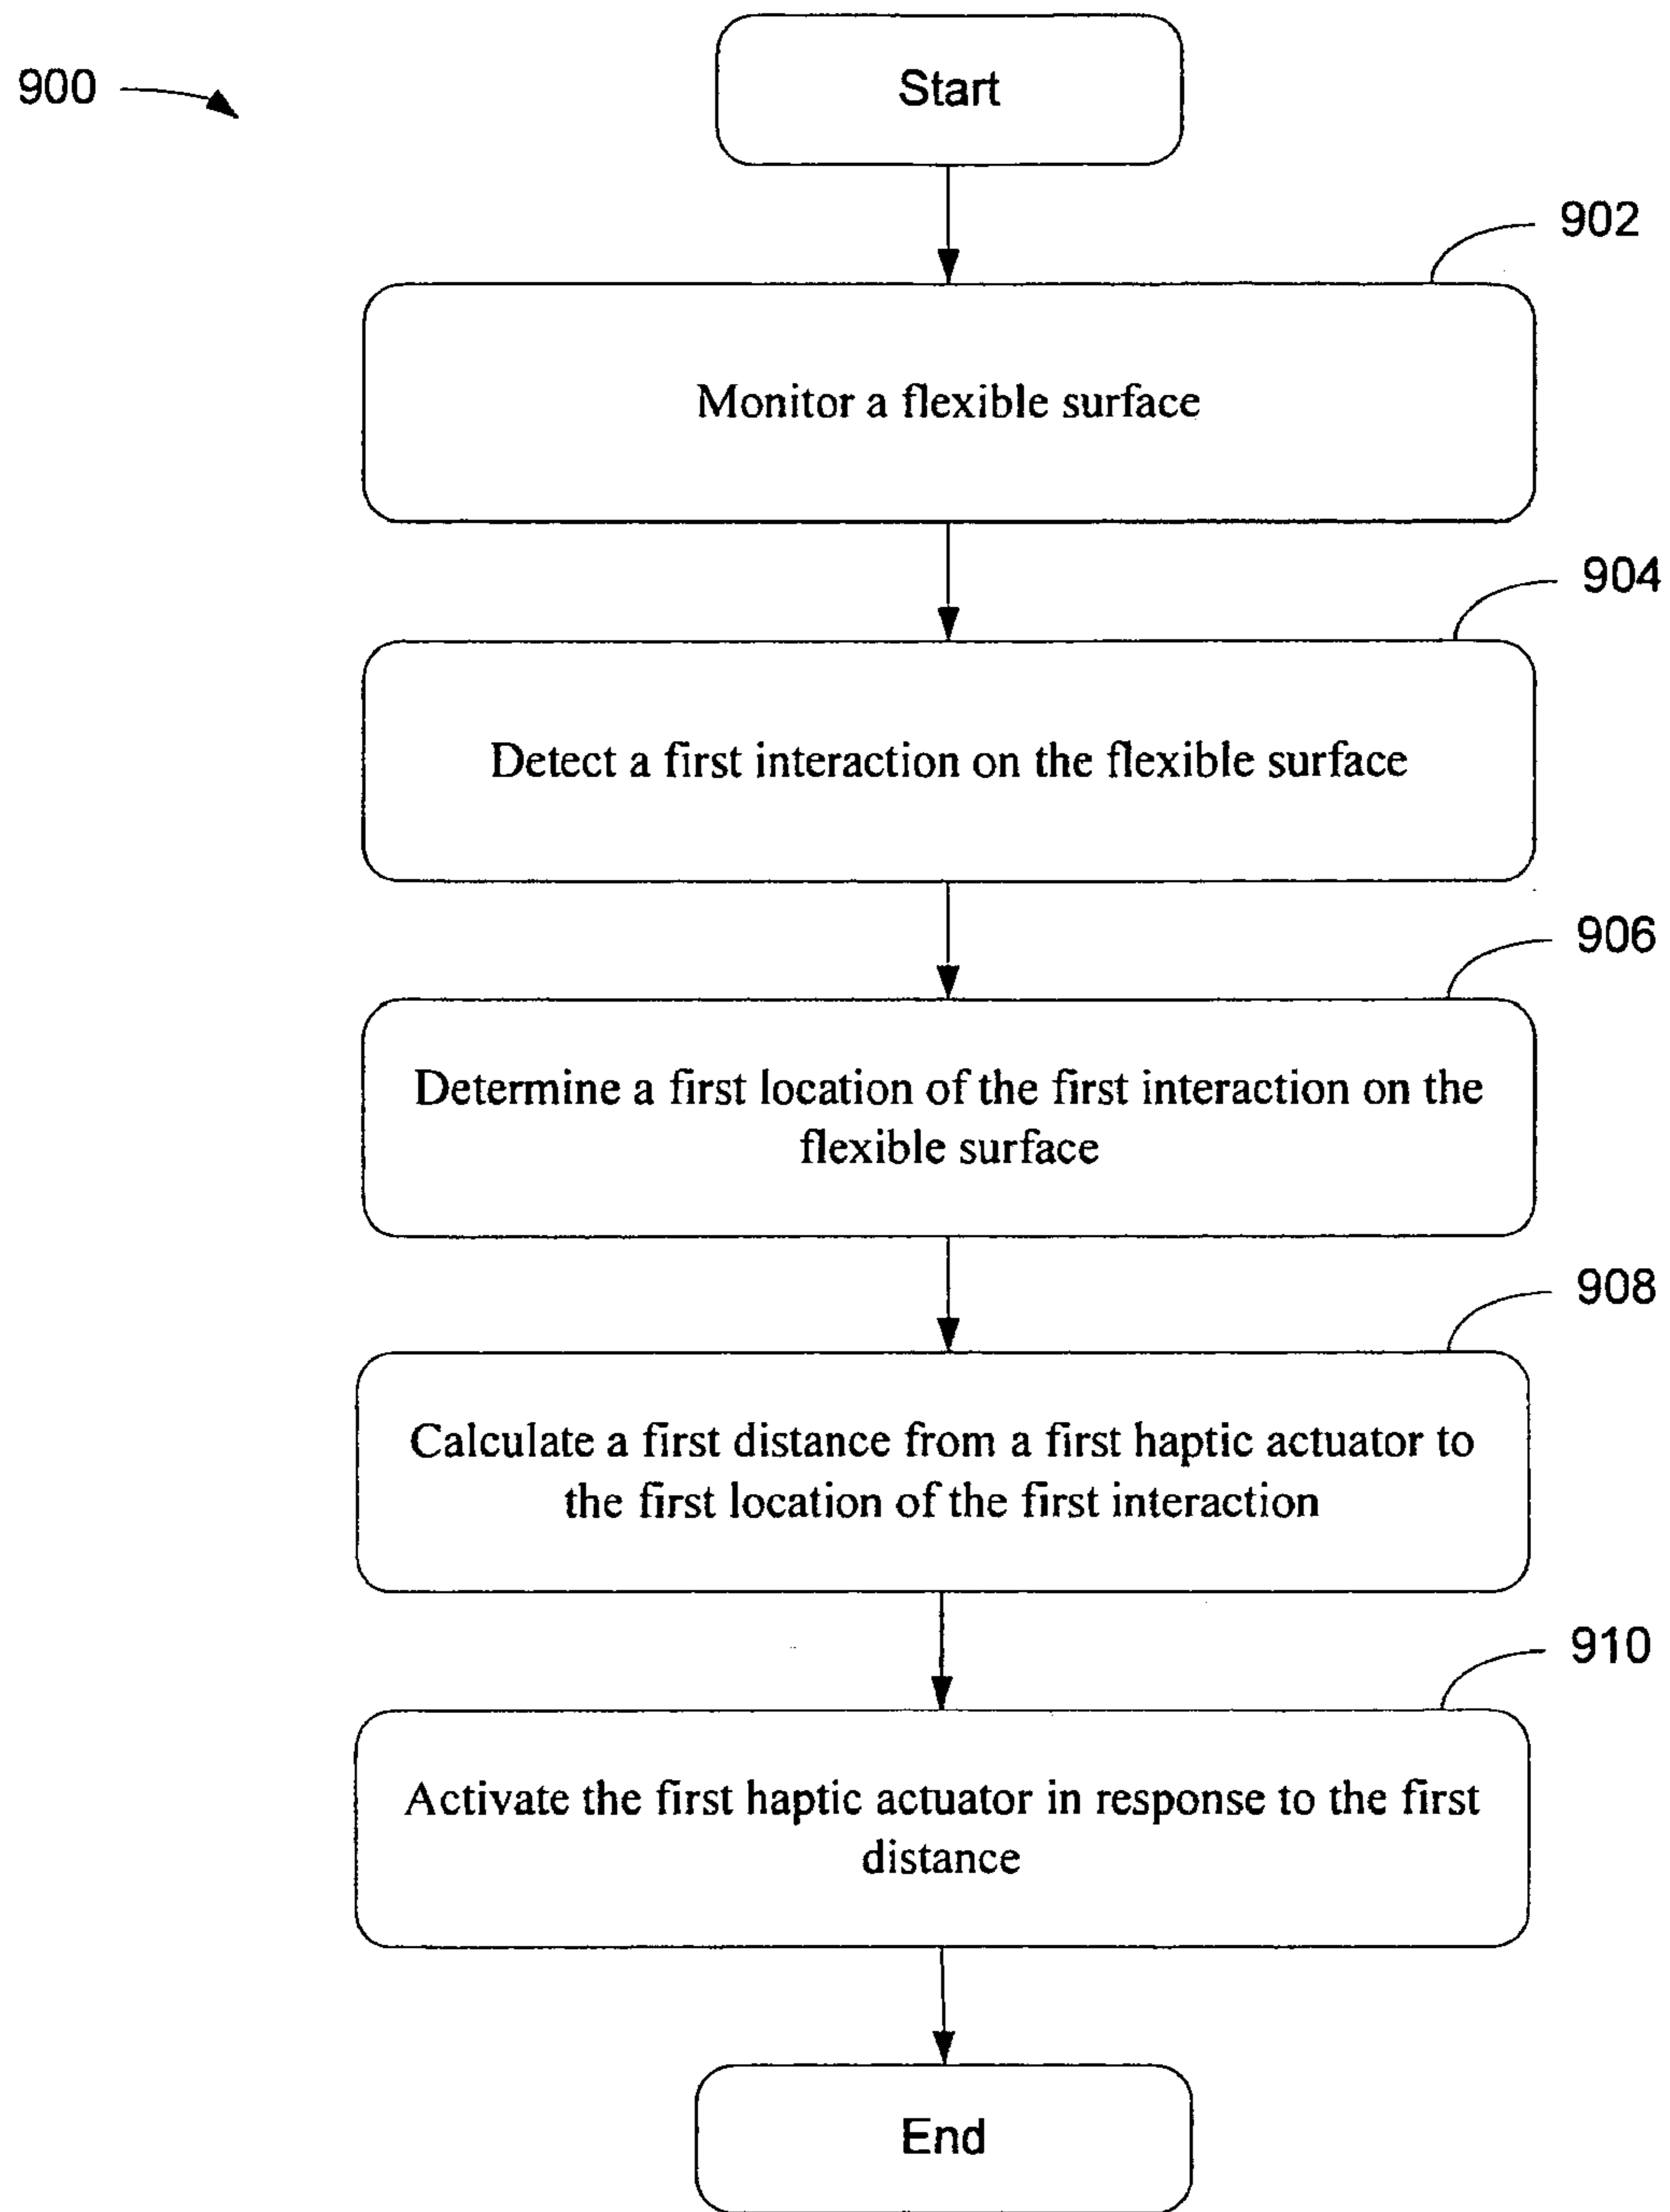 900
Start
902
Monitor a flexible surface
904
Detect a first interaction on the flexible surface
906
Determine a first location of the first interaction on the
flexible surface
908
Calculate a first distance from a first haptic actuator to
the first location of the first interaction
910
Activate the first haptic actuator in response to the first
distance
End